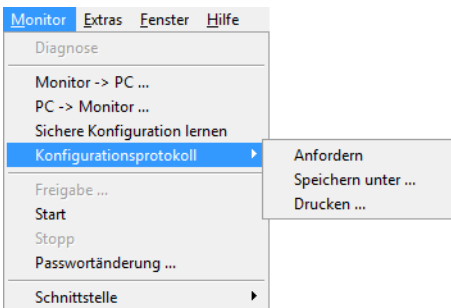 Monitor Extras Fenster Hilfe
Diagnose
Monitor -> PC ...
PC -> Monitor ...
Sichere Konfiguration lernen
Konfigurationsprotokoll
Anfordern
Speichern unter ...
Drucken ...
Freigabe ...
Start
Stopp
Passwortänderung ...
Schnittstelle